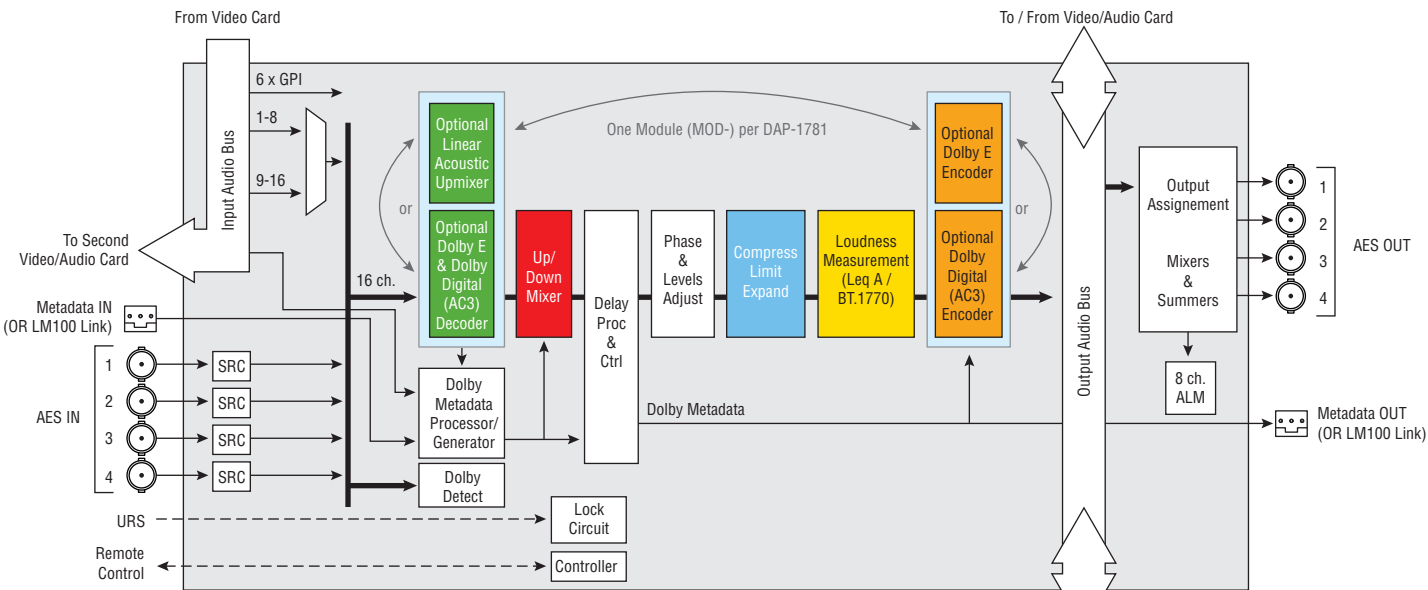 From Video Card
To / From Video/Audio Card
6 x GPI
1-8
9-16
Input Audio Bus
To Second
Video/Audio Card
Metadata IN
(OR LM100 Link)
AES IN
1
2
3
4
SRC
SRC
SRC
SRC
URS
Remote
Control
16 ch.
Optional
Linear
Acoustic
Upmixer
or
Optional
Dolby E
& Dolby
Digital
(AC3)
Decoder
One Module (MOD-) per DAP-1781
Up/
Down
Mixer
Dolby
Metadata
Processor/
Generator
Dolby
Detect
Lock
Circuit
Controller
Delay
Proc
&
Ctrl
Phase
&
Levels
Adjust
Compress
Limit
Expand
Loudness
Measurement
(Leq A /
BT.1770)
Optional
Dolby E
Encoder
or
Optional
Dolby
Digital
(AC3)
Encoder
Dolby Metadata
Output Audio Bus
Output
Assignement
Mixers
&
Summers
8 ch.
ALM
1
2
3
4
AES OUT
Metadata OUT
(OR LM100 Link)